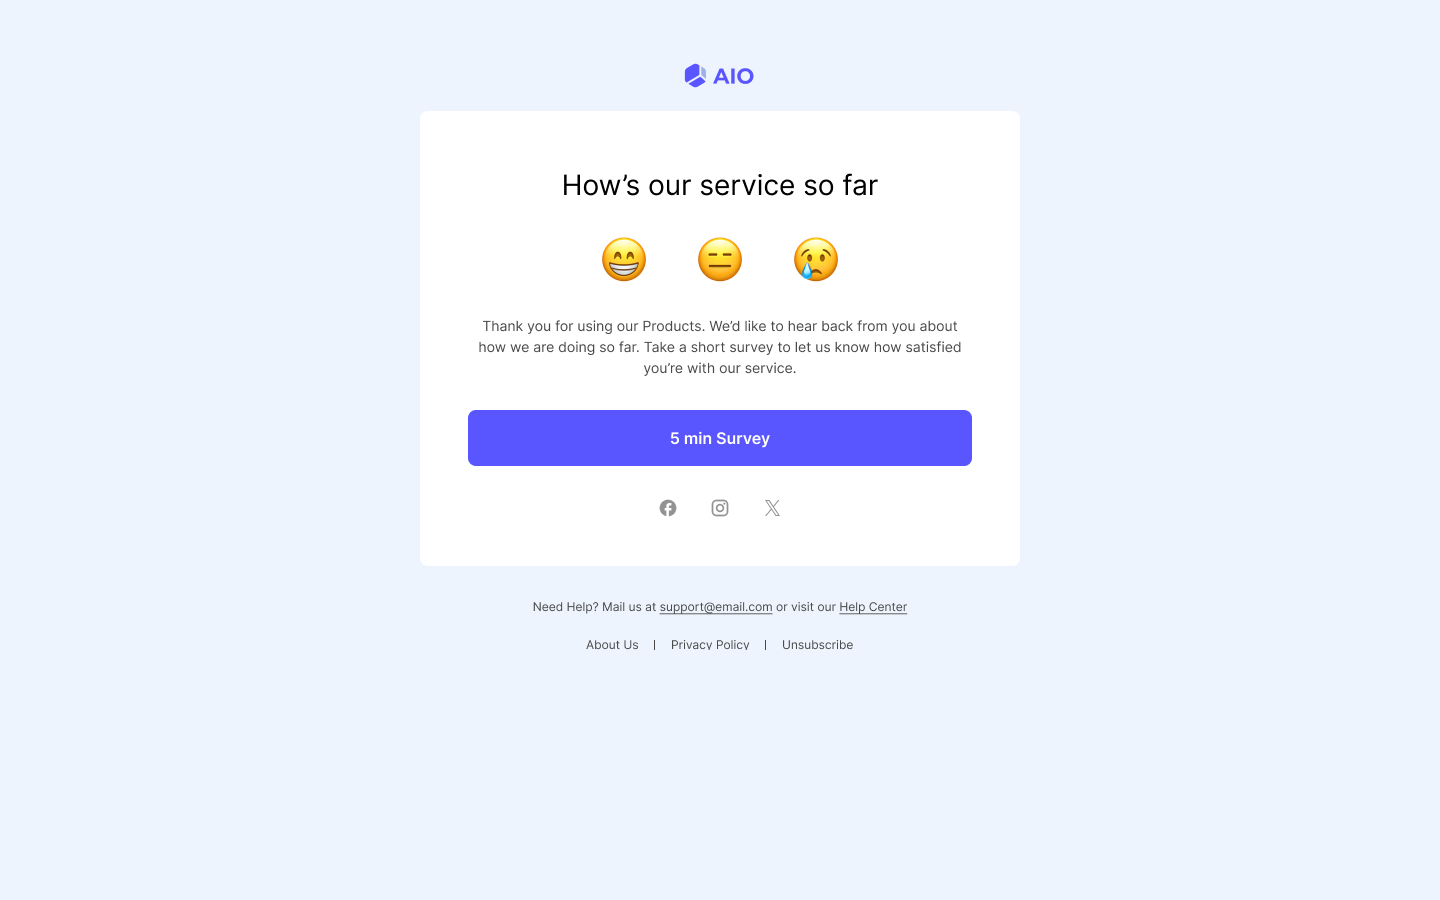 AIO
How’s our service so far
Thank you for using our Products. We’d like to hear back from you about
how we are doing so far. Take a short survey to let us know how satisfied
you’re with our service.
5 min Survey
Need Help? Mail us at support@email.com or visit our Help Center
About Us | Privacy Policy | Unsubscribe